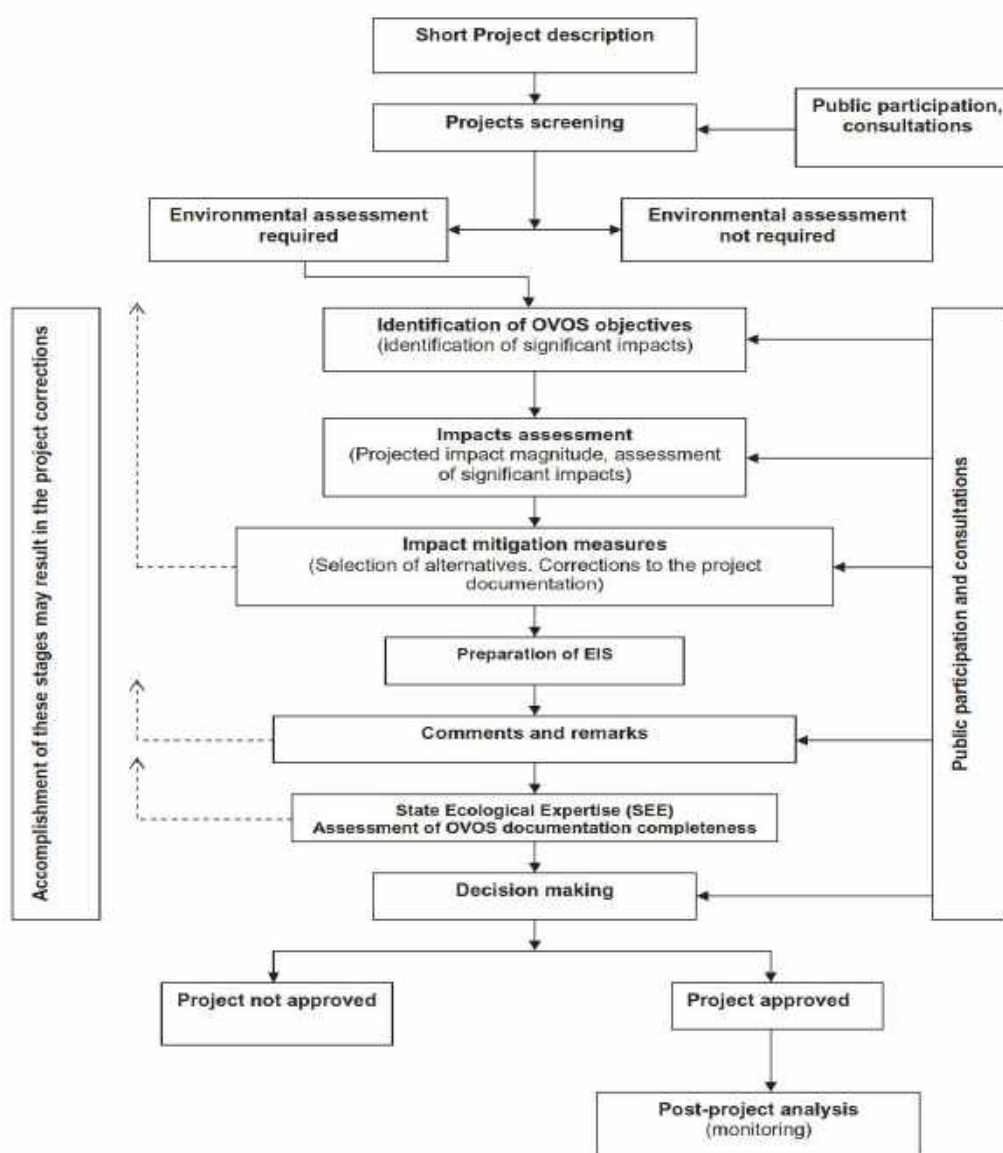 Short Project description
Projects screening
Public participation,
consultations
Environmental assessment
required
Environmental assessment
not required
Accomplishment of these stages may result in the project corrections
Identification of OVOS objectives
(identification of significant impacts)
Impacts assessment
(Projected impact magnitude, assessment
of significant impacts)
Impact mitigation measures
(Selection of alternatives. Corrections to the project
documentation)
Preparation of EIS
Comments and remarks
State Ecological Expertise (SEE)
Assessment of OVOS documentation completeness
Decision making
Public participation and consultations
Project not approved
Project approved
Post-project analysis
(monitoring)